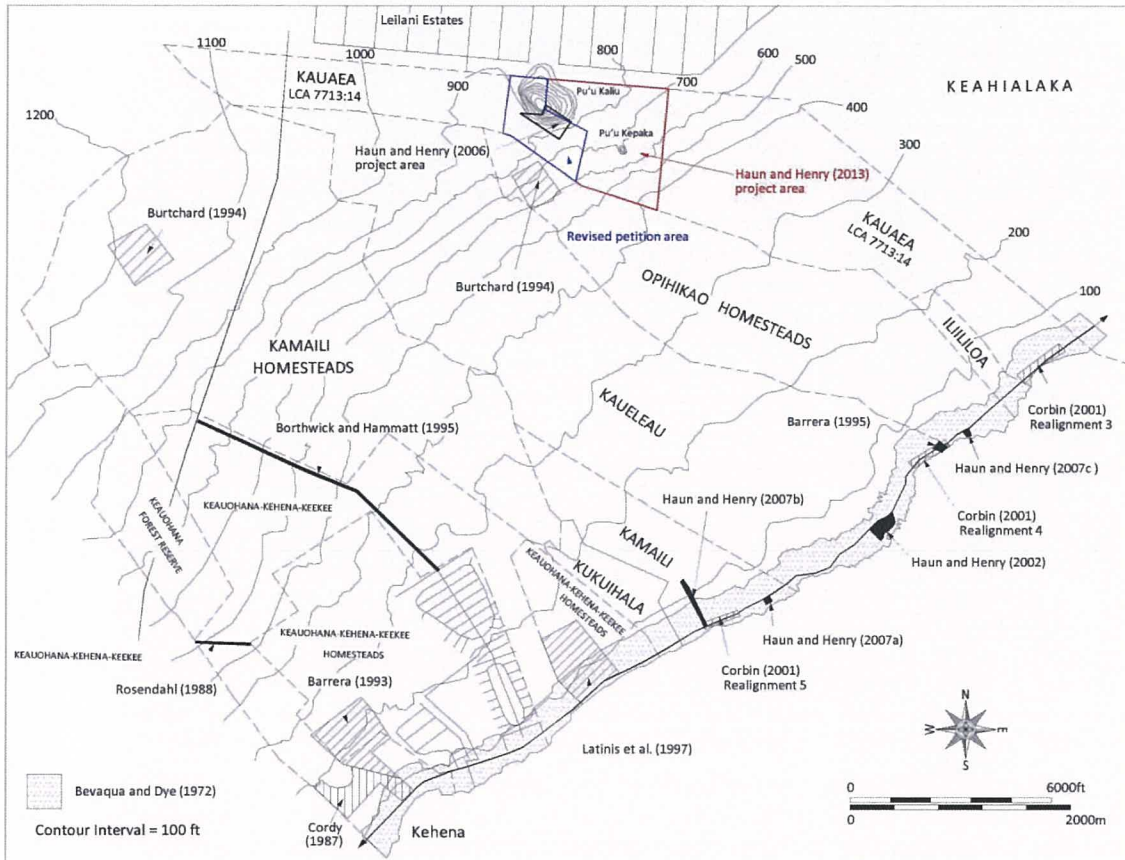 Leilani Estates
1100
1000
800
600
500
900
700
400
KAUAEA
LCA 7713:14
Pu'u Kaliu
KEAHIALAKA
1200
Pu'u Kepaka
Haun and Henry (2006)
project area
300
Haun and Henry (2013)
project area
Burtchard (1994)
KAUAEA
LCA 7713:14
200
Revised petition area
Burtchard (1994)
OPIHIKAO HOMESTEADS
100
ILIILILOA
KAMAILI
HOMESTEADS
KAUELEAU
Corbin (2001)
Realignment 3
Barrera (1995)
Borthwick and Hammatt (1995)
Haun and Henry (2007c )
Haun and Henry (2007b)
KEAUOHANA
FOREST RESERVE
KEAUOHANA-KEHENA-KEEKEE
Corbin (2001)
Realignment 4
KAMAILI
Haun and Henry (2002)
KUKUIHALA
KEAUOHANA-KEHENA-KEEKEE
HOMESTEADS
KEAUOHANA-KEHENA-KEEKEE
HOMESTEADS
Haun and Henry (2007a)
KEAUOHANA-KEHENA-KEEKEE
Corbin (2001)
Realignment 5
Rosendahl (1988)
Barrera (1993)
N
W
E
S
Latinis et al. (1997)
Bevaqua and Dye (1972)
0
6000ft
0
2000m
Contour Interval = 100 ft
Cordy
(1987)
Kehena